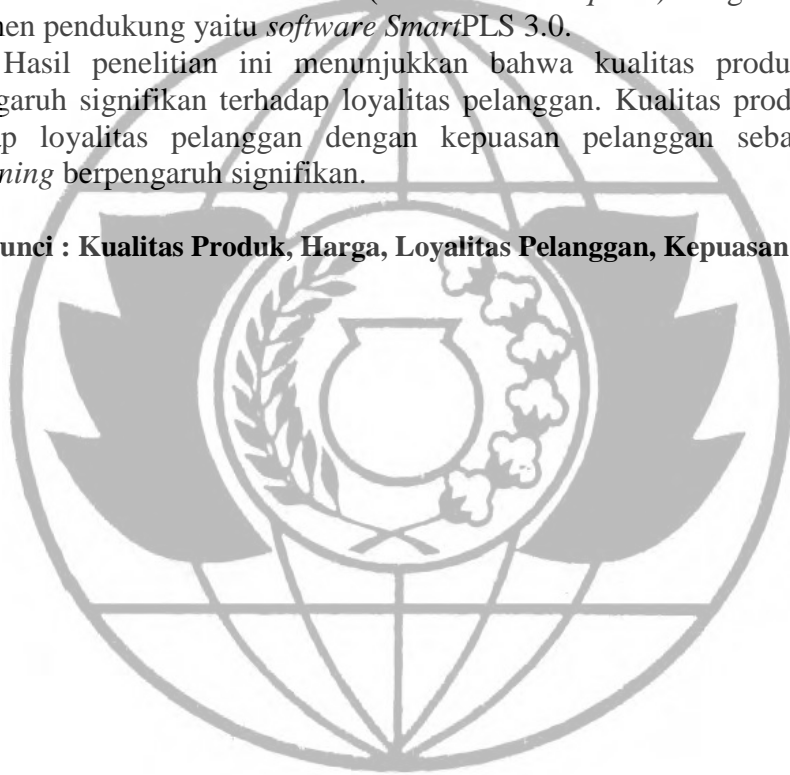 men pendukung yaitu software SmartPLS 3.0.
Hasil penelitian ini menunjukkan bahwa kualitas produ
garuh signifikan terhadap loyalitas pelanggan. Kualitas prod
p loyalitas pelanggan dengan kepuasan pelanggan seba
ning berpengaruh signifikan.
unci : Kualitas Produk, Harga, Loyalitas Pelanggan, Kepuasan